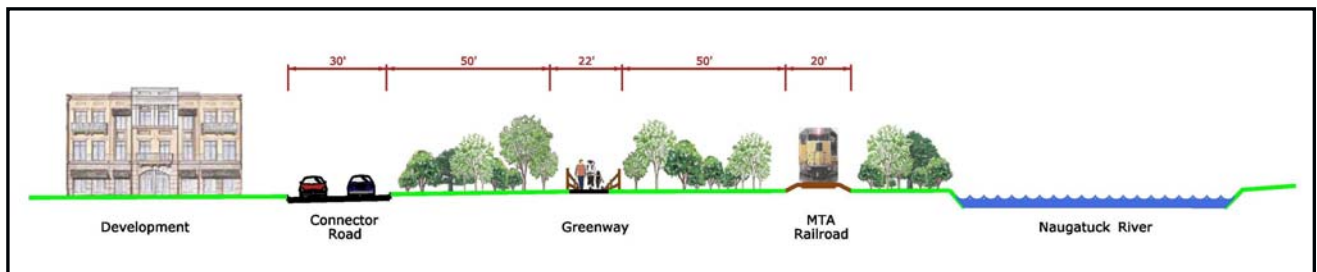 30' 50' 22' 50' 20'
Development
Connector
Road
Greenway
MTA
Railroad
Naugatuck River